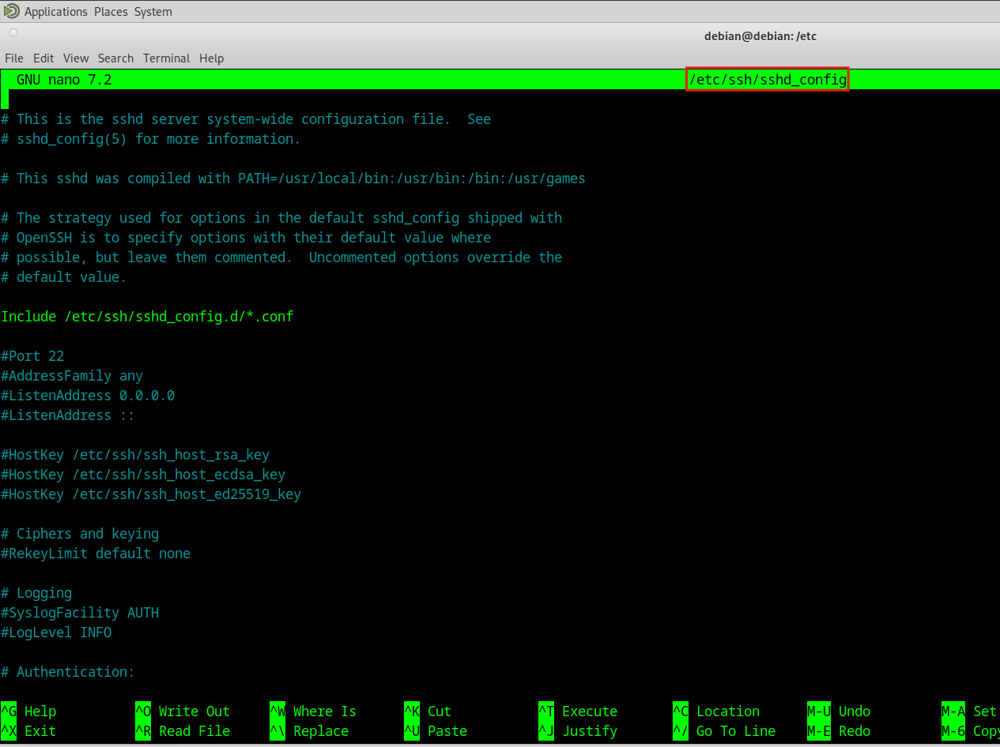 Applications Places System
debian@debian: /etc
File Edit View Search Terminal Help
GNU nano 7.2 /etc/ssh/sshd_config
# This is the sshd server system-wide configuration file.  See
# sshd_config(5) for more information.
# This sshd was compiled with PATH=/usr/local/bin:/usr/bin:/bin:/usr/games
# The strategy used for options in the default sshd_config shipped with
# OpenSSH is to specify options with their default value where
# possible, but leave them commented.  Uncommented options override the
# default value.
Include /etc/ssh/sshd_config.d/*.conf
#Port 22
#AddressFamily any
#ListenAddress 0.0.0.0
#ListenAddress ::
#HostKey /etc/ssh/ssh_host_rsa_key
#HostKey /etc/ssh/ssh_host_ecdsa_key
#HostKey /etc/ssh/ssh_host_ed25519_key
# Ciphers and keying
#RekeyLimit default none
# Logging
#SyslogFacility AUTH
#LogLevel INFO
# Authentication:
^G Help ^O Write Out ^W Where Is ^K Cut ^T Execute ^C Location M-U Undo M-A Set
^X Exit ^R Read File ^\ Replace ^U Paste ^J Justify ^/ Go To Line M-E Redo M-6 Copy